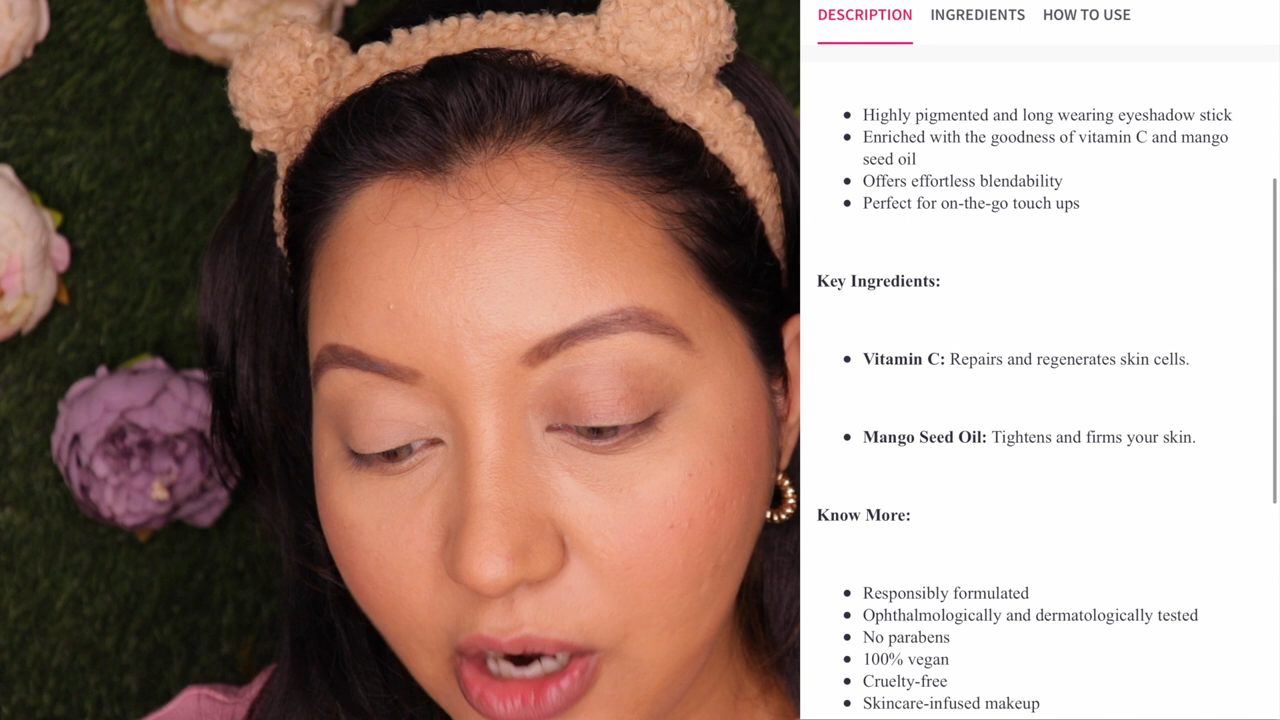 DESCRIPTION INGREDIENTS HOW TO USE
Highly pigmented and long wearing eyeshadow stick
Enriched with the goodness of vitamin C and mango
seed oil
Offers effortless blendability
Perfect for on-the-go touch ups
Key Ingredients:
Vitamin C: Repairs and regenerates skin cells.
Mango Seed Oil: Tightens and firms your skin.
Know More:
Responsibly formulated
Ophthalmologically and dermatologically tested
No parabens
100% vegan
Cruelty-free
Skincare-infused makeup